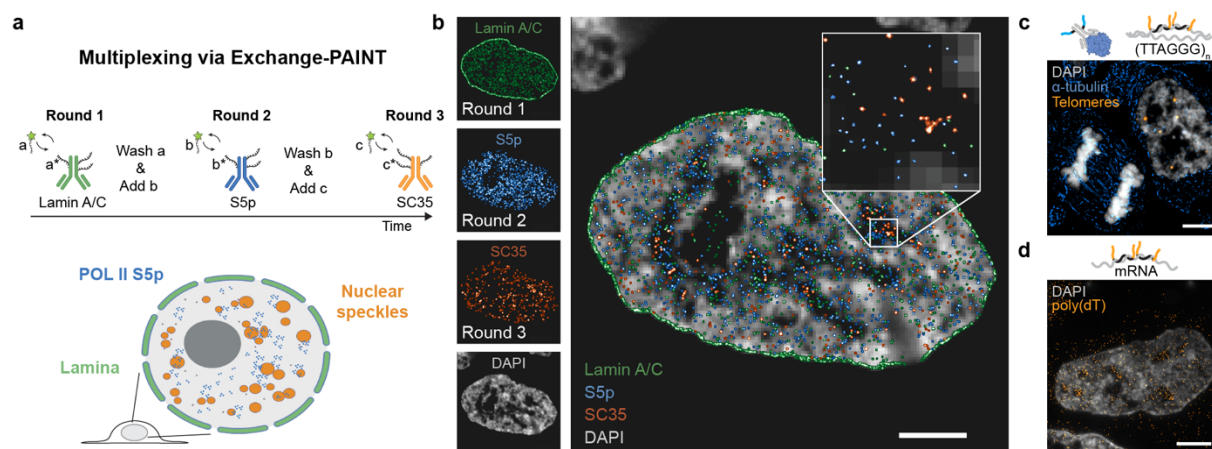 a
Multiplexing via Exchange-PAINT
Round 1
Round 2
Round 3
a
a*
Wash a
&
Add b
b
b*
Wash b
&
Add c
c
c*
Lamin A/C
S5p
SC35
Time
POL II S5p
Nuclear
speckles
Lamina
b
Lamin A/C
Round 1
S5p
Round 2
SC35
Round 3
DAPI
Lamin A/C
S5p
SC35
DAPI
c
(TTAGGG)n
DAPI
α-tubulin
Telomeres
d
mRNA
DAPI
poly(dT)